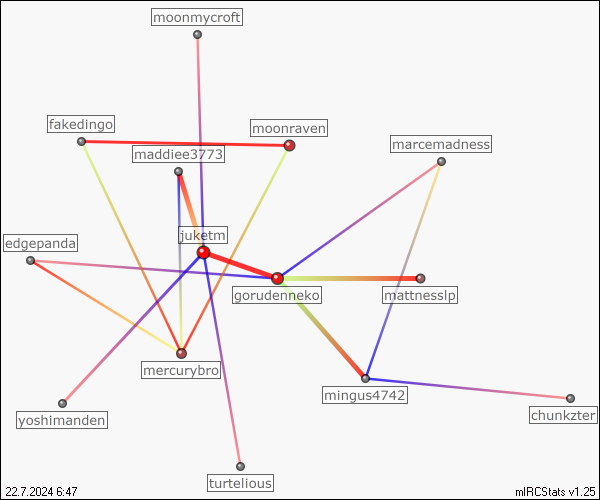 moonmycroft
fakedingo
moonraven
marcemadness
maddiee3773
juketm
edgepanda
gorudenneko
mattnesslp
mercurybro
mingus4742
yoshimanden
chunkzter
turtelious
22.7.2024 6:47
mIRCStats v1.25